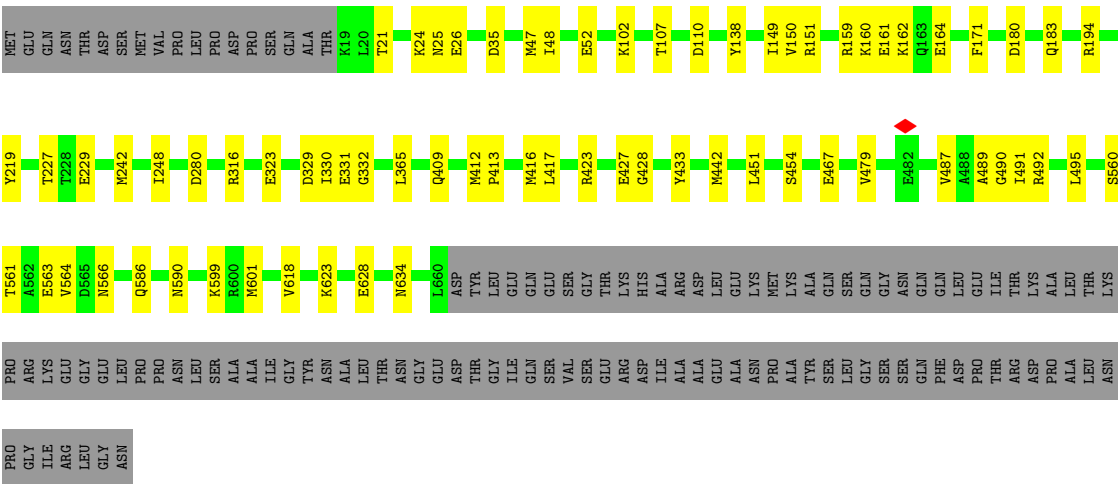 MET GLU GLN ASN THR ASP SER MET VAL PRO LEU PRO ASP PRO SER GLN ALA THR K19 L20 T21 K24 N25 E26 D35 M47 I48 E52 K102 T107 D110 Y138 I149 V150 R151 R159 K160 E161 K162 Q163 E164 F171 D180 Q183 R194
Y219 T227 T228 E229 M242 I248 D280 R316 E323 D329 I330 E331 G332 L365 Q409 M412 P413 M416 L417 R423 E427 G428 Y433 M442 L451 S454 E467 V479 E482 V487 A488 A489 G490 I491 R492 L495 S560
T561 A562 E563 V564 D565 N566 Q586 N590 K599 R600 M601 V618 K623 E628 N634 L660 ASP TYR LEU GLU GLN GLU SER GLY THR LYS HIS ALA ARG ASP LEU GLU LYS MET LYS ALA GLN SER GLN GLY ASN GLN GLN LEU GLU ILE THR LYS ALA LEU THR LYS
PRO ARG LYS GLU GLY GLU LEU PRO PRO ASN LEU SER ALA ALA ILE GLY TYR ASN ALA LEU THR ASN GLY GLU ASP THR GLY ILE GLN SER VAL SER GLU ARG ASP ILE ALA ALA GLU ALA ASN PRO ALA TYR SER LEU GLY SER SER GLN PHE ASP PRO THR ARG ASP PRO ALA LEU ASN
PRO GLY ILE ARG LEU GLY ASN